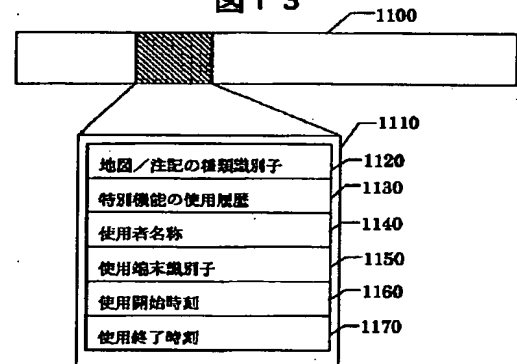 図13
1100
1110
地図/注記の種類識別子
1120
特別機能の使用履歴
1130
使用者名称
1140
使用端末識別子
1150
使用開始時刻
1160
使用終了時刻
1170